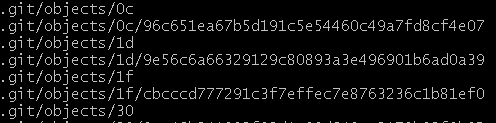 .git/objects/0c
.git/objects/0c/96c651ea67b5d191c5e54460c49a7fd8cf4e07
.git/objects/1d
.git/objects/1d/9e56c6a66329129c80893a3e496901b6ad0a39
.git/objects/1f
.git/objects/1f/cbcccd777291c3f7effec7e8763236c1b81ef0
.git/objects/30